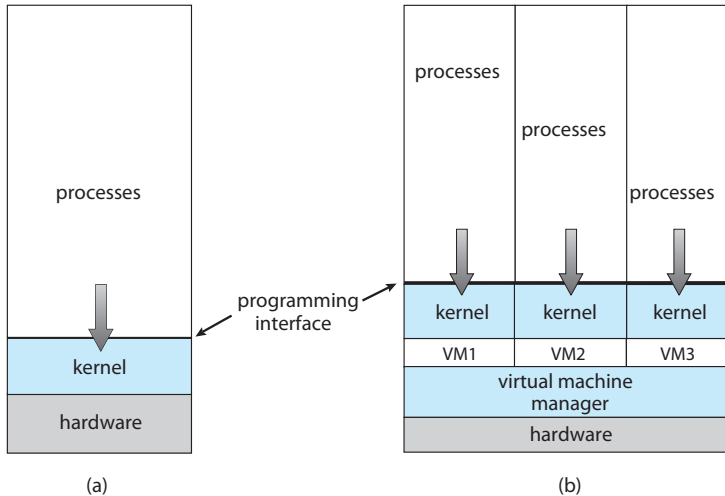 processes
programming
interface
kernel
hardware
(a)
processes
processes
processes
kernel
kernel
kernel
VM1
VM2
VM3
virtual machine
manager
hardware
(b)